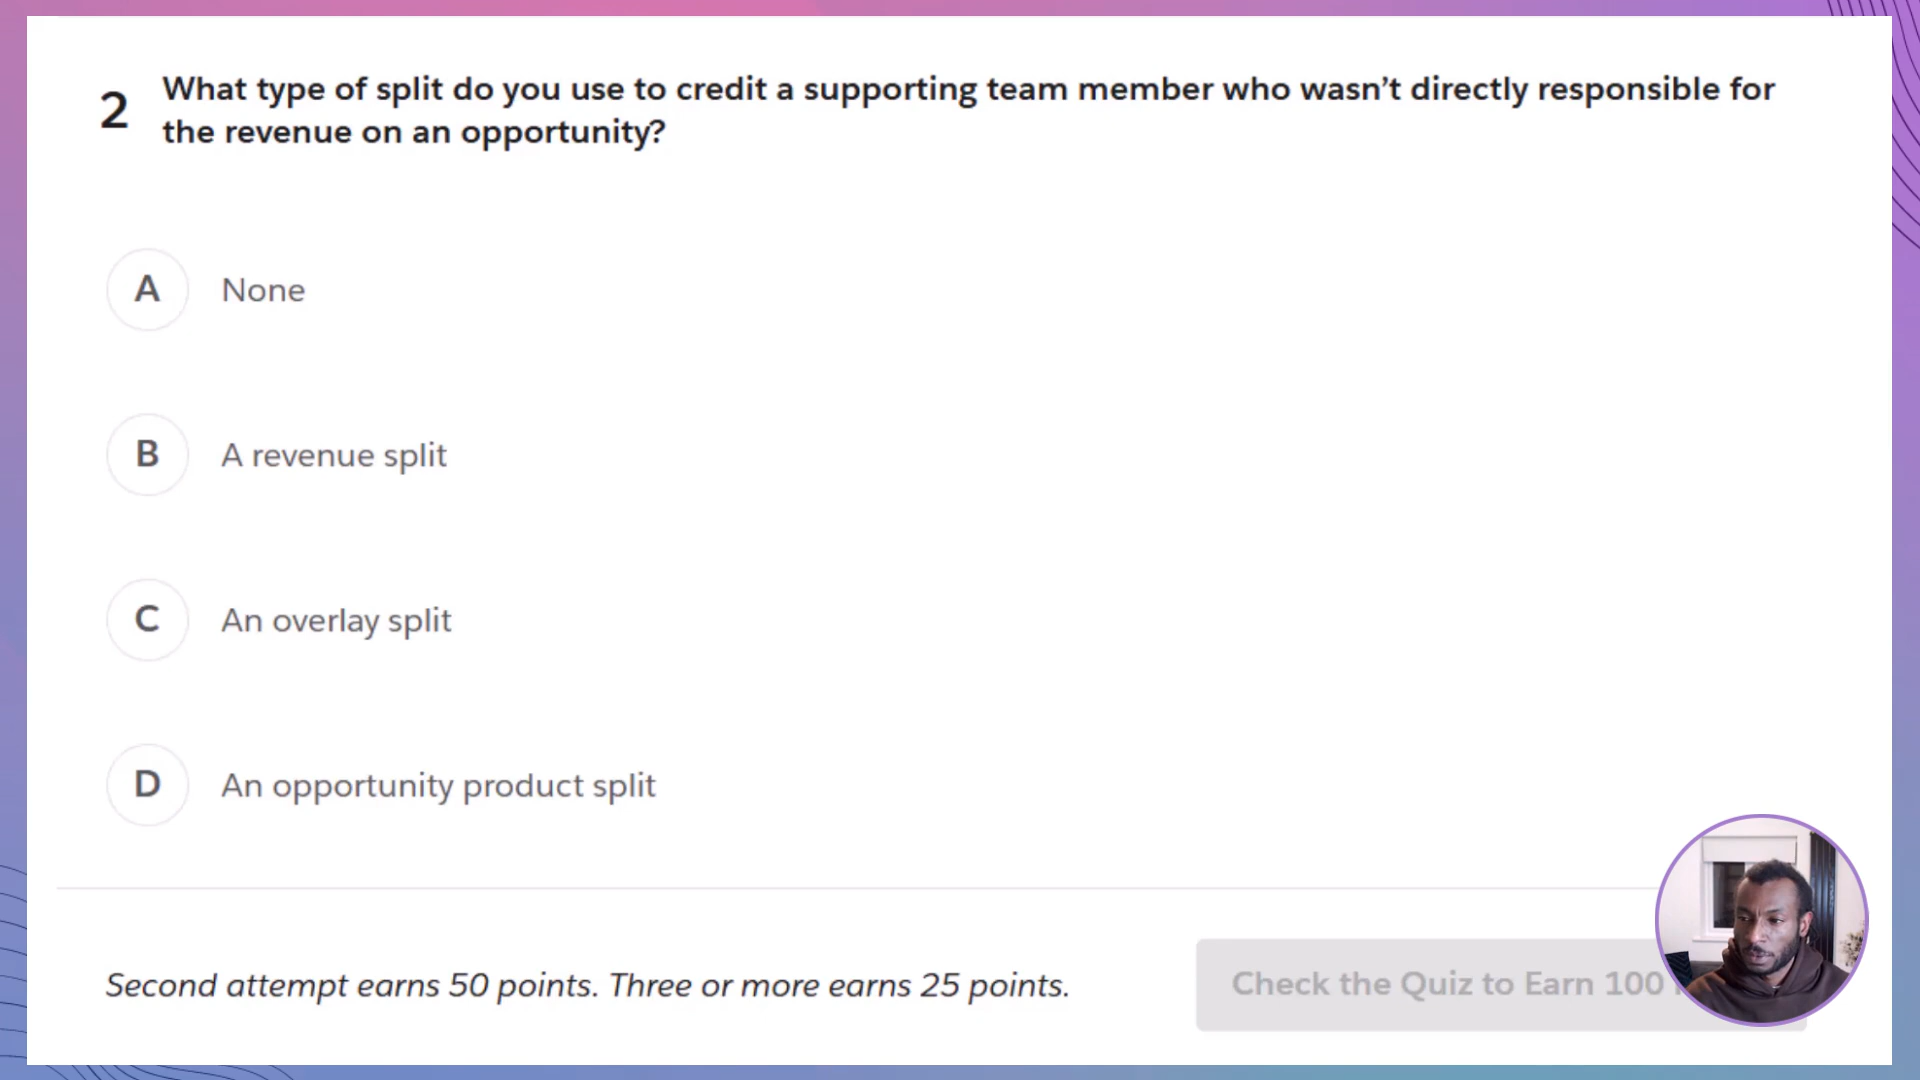 2
What type of split do you use to credit a supporting team member who wasn't directly responsible for
the revenue on an opportunity?
A
None
B
A revenue split
C
An overlay split
D
An opportunity product split
Second attempt earns 50 points. Three or more earns 25 points.
Check the Quiz to Earn 100